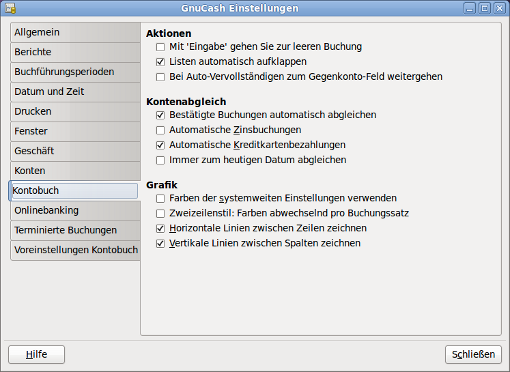 GnuCash Einstellungen
Allgemein
Berichte
Buchführungsperioden
Datum und Zeit
Drucken
Fenster
Geschäft
Konten
Kontobuch
Onlinebanking
Terminierte Buchungen
Voreinstellungen Kontobuch
Aktionen
Mit 'Eingabe' gehen Sie zur leeren Buchung
Listen automatisch aufklappen
Bei Auto-Vervollständigen zum Gegenkonto-Feld weitergehen
Kontenabgleich
Bestätigte Buchungen automatisch abgleichen
Automatische Zinsbuchungen
Automatische Kreditkartenbezahlungen
Immer zum heutigen Datum abgleichen
Grafik
Farben der systemweiten Einstellungen verwenden
Zweizeilenstil: Farben abwechselnd pro Buchungssatz
Horizontale Linien zwischen Zeilen zeichnen
Vertikale Linien zwischen Spalten zeichnen
Hilfe
Schließen